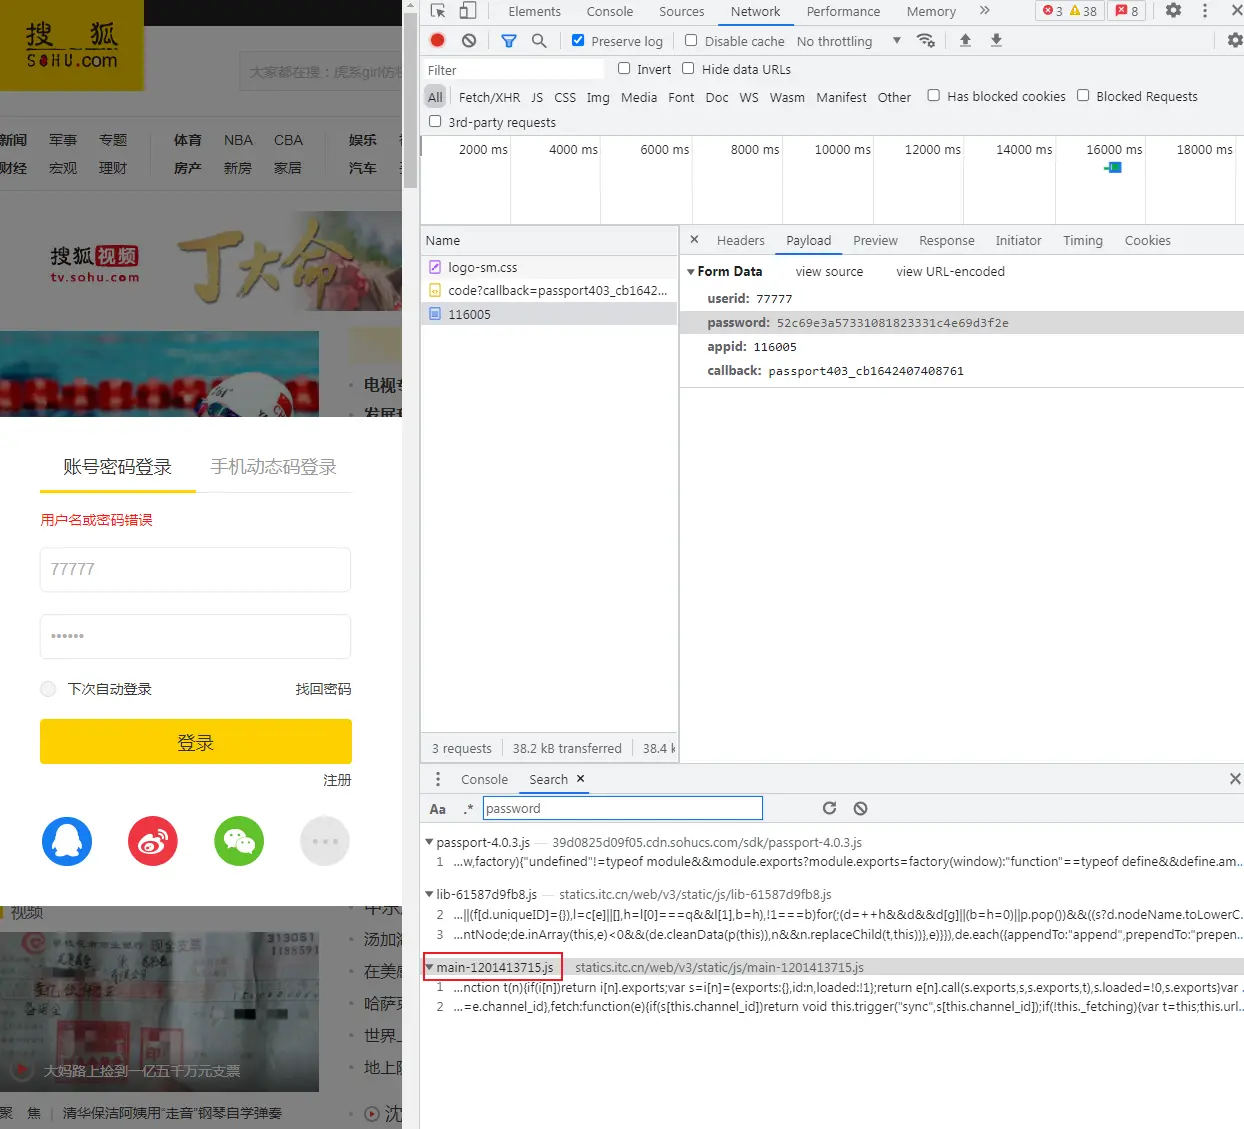 搜 狐
SOHU.com
大家都在搜：虎系girl仿妆
新闻 军事 专题 体育 NBA CBA 娱乐
财经 宏观 理财 房产 新房 家居 汽车
搜狐视频
tv.sohu.com
丁大命
电视
发展
账号密码登录 手机动态码登录
用户名或密码错误
77777
••••••
下次自动登录 找回密码
登录
注册
视频
中东
汤加
在美
哈萨克
世界
地上
大妈路上捡到一亿五千万元支票
聚 焦 | 清华保洁阿姨用“走音”钢琴自学弹奏
沈
Elements Console Sources Network Performance Memory » 3 38 8
Preserve log Disable cache No throttling
Filter Invert Hide data URLs
All Fetch/XHR JS CSS Img Media Font Doc WS Wasm Manifest Other Has blocked cookies Blocked Requests
3rd-party requests
2000 ms 4000 ms 6000 ms 8000 ms 10000 ms 12000 ms 14000 ms 16000 ms 18000 ms
Name
logo-sm.css
code?callback=passport403_cb1642...
116005
× Headers Payload Preview Response Initiator Timing Cookies
Form Data view source view URL-encoded
userid: 77777
password: 52c69e3a57331081823331c4e69d3f2e
appid: 116005
callback: passport403_cb1642407408761
3 requests 38.2 kB transferred 38.4 k
Console Search ×
Aa .* password
passport-4.0.3.js — 39d0825d09f05.cdn.sohucs.com/sdk/passport-4.0.3.js
1 ...w,factory){"undefined"!=typeof module&&module.exports?module.exports=factory(window):"function"==typeof define&&define.am...
lib-61587d9fb8.js — statics.itc.cn/web/v3/static/js/lib-61587d9fb8.js
2 ...||(f[d.uniqueID]={}),l=c[e]||[],h=l[0]===q&&l[1],b=h),!1===b)for(;(d=++h&&d&&d[g]||(b=h=0)||p.pop())&&((s?d.nodeName.toLowerC...
3 ...ntNode;de.inArray(this,e)<0&&(de.cleanData(p(this)),n&&n.replaceChild(t,this))},e)}}),de.each({appendTo:"append",prependTo:"prepen...
main-1201413715.js statics.itc.cn/web/v3/static/js/main-1201413715.js
1 ...nction t(n){if(i[n])return i[n].exports;var s=i[n]={exports:{},id:n,loaded:!1};return e[n].call(s.exports,s,s.exports,t),s.loaded=!0,s.exports}var ...
2 ...=e.channel_id},fetch:function(e){if(s[this.channel_id])return void this.trigger("sync",s[this.channel_id]);if(!this._fetching){var t=this;this.url...